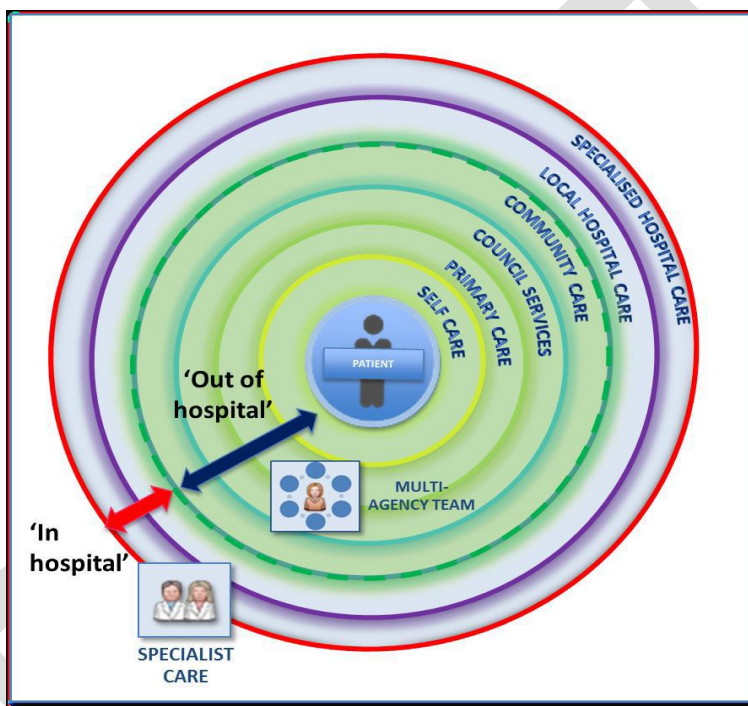 SPECIALISED HOSPITAL CARE
LOCAL HOSPITAL CARE
COMMUNITY CARE
COUNCIL SERVICES
PRIMARY CARE
SELF CARE
PATIENT
‘Out of
hospital’
MULTI-
AGENCY TEAM
‘In
hospital’
SPECIALIST
CARE